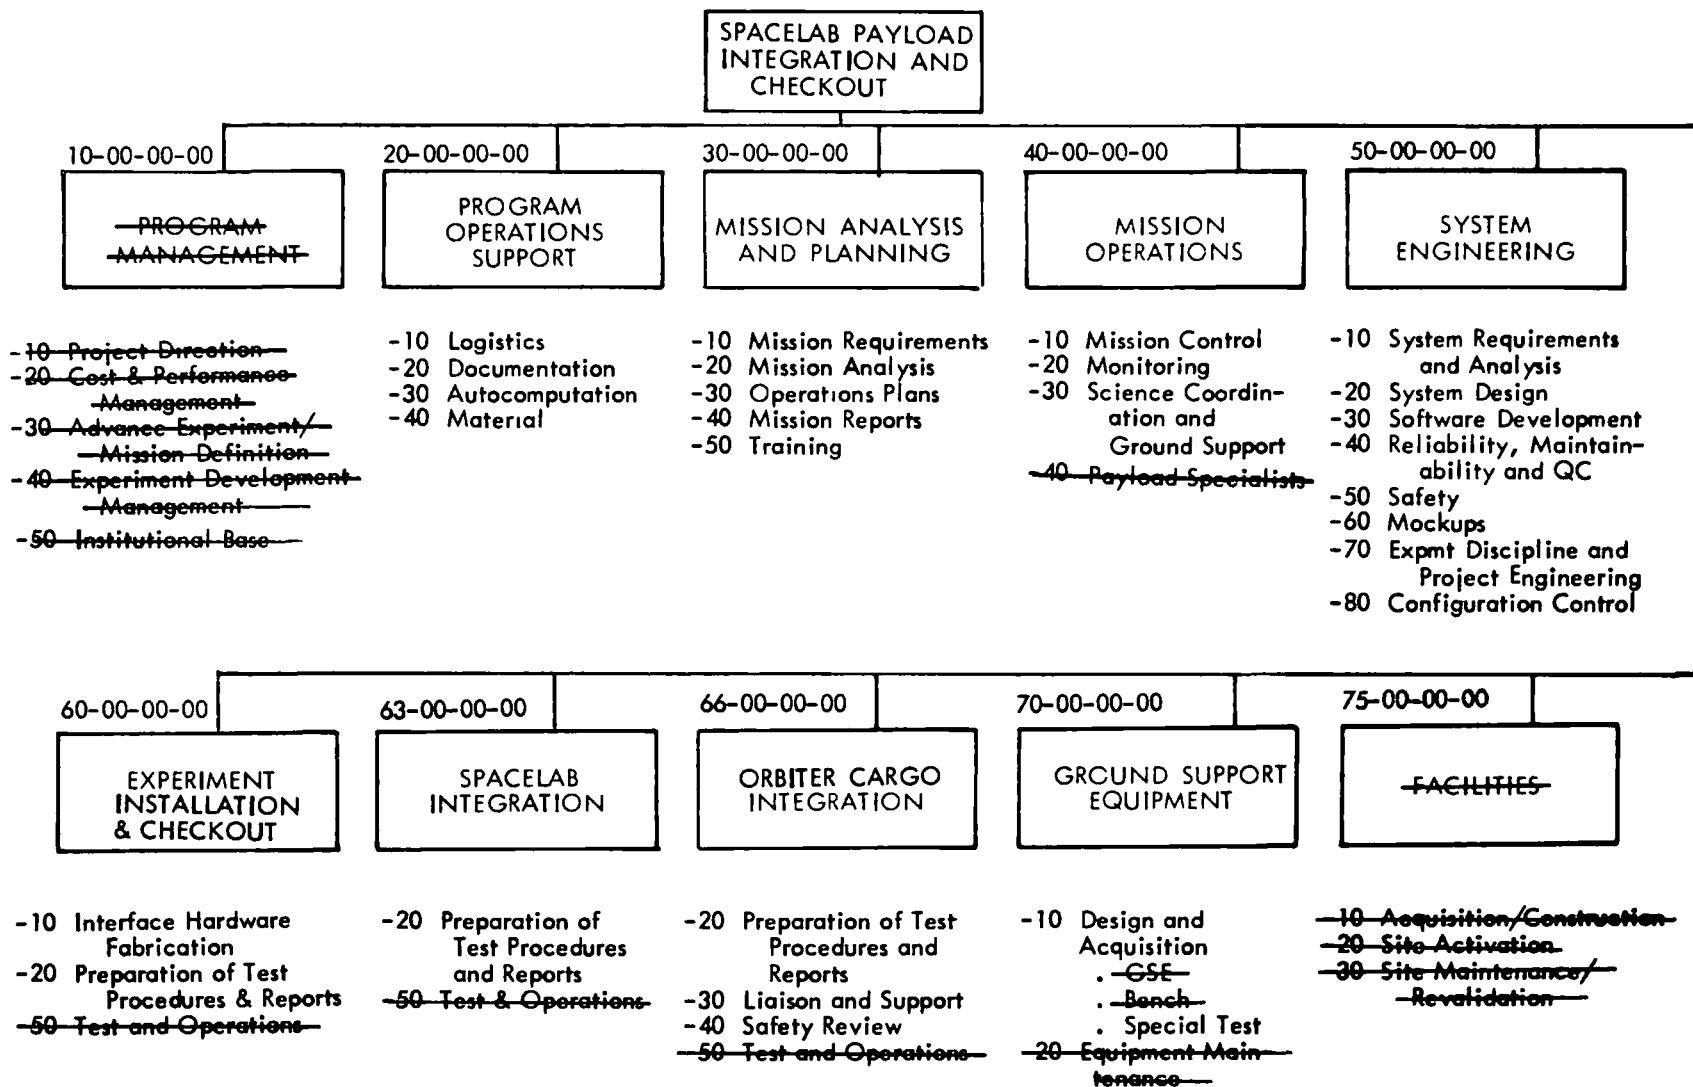 SPACELAB PAYLOAD
INTEGRATION AND
CHECKOUT
10-00-00-00
PROGRAM
MANAGEMENT
-10 Project Direction
-20 Cost & Performance
Management
-30 Advance Experiment/
Mission Definition
-40 Experiment Development
Management
-50 Institutional Base
20-00-00-00
PROGRAM
OPERATIONS
SUPPORT
-10 Logistics
-20 Documentation
-30 Autocomputation
-40 Material
30-00-00-00
MISSION ANALYSIS
AND PLANNING
-10 Mission Requirements
-20 Mission Analysis
-30 Operations Plans
-40 Mission Reports
-50 Training
40-00-00-00
MISSION
OPERATIONS
-10 Mission Control
-20 Monitoring
-30 Science Coordin-
ation and
Ground Support
-40 Payload Specialists
50-00-00-00
SYSTEM
ENGINEERING
-10 System Requirements
and Analysis
-20 System Design
-30 Software Development
-40 Reliability, Maintain-
ability and QC
-50 Safety
-60 Mockups
-70 Expmt Discipline and
Project Engineering
-80 Configuration Control
60-00-00-00
EXPERIMENT
INSTALLATION
& CHECKOUT
-10 Interface Hardware
Fabrication
-20 Preparation of Test
Procedures & Reports
-50 Test and Operations
63-00-00-00
SPACELAB
INTEGRATION
-20 Preparation of
Test Procedures
and Reports
-50 Test & Operations
66-00-00-00
ORBITER CARGO
INTEGRATION
-20 Preparation of Test
Procedures and
Reports
-30 Liaison and Support
-40 Safety Review
-50 Test and Operations
70-00-00-00
GROUND SUPPORT
EQUIPMENT
-10 Design and
Acquisition
. GSE
. Bench
. Special Test
-20 Equipment Main-
tenance
75-00-00-00
FACILITIES
-10 Acquisition/Construction
-20 Site Activation
-30 Site Maintenance/
Revalidation